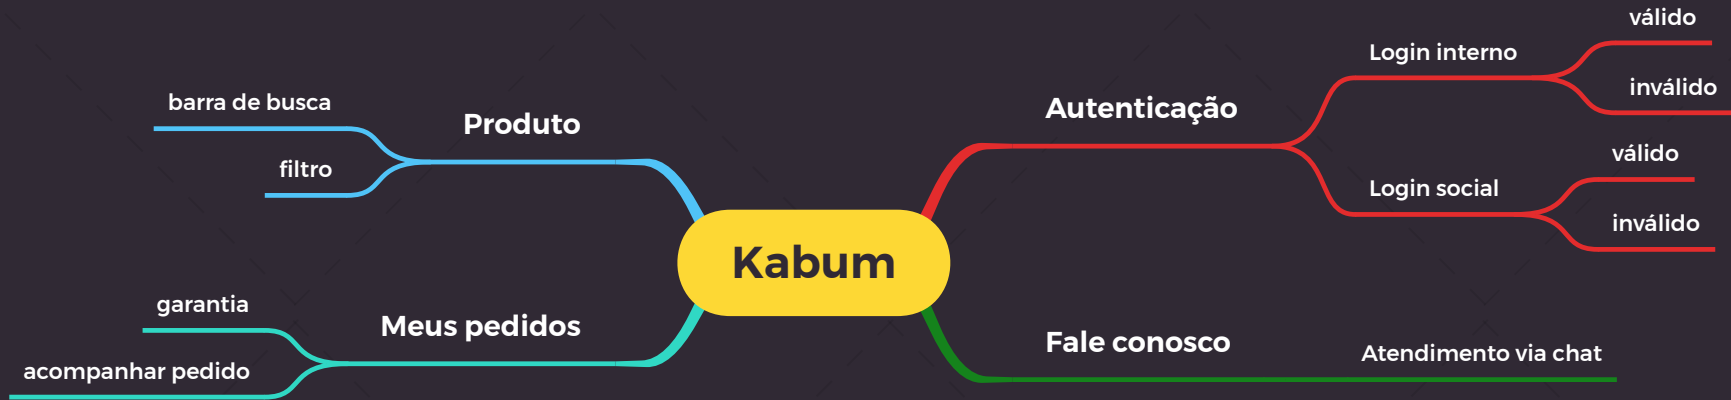 Kabum
Produto
barra de busca
filtro
Meus pedidos
garantia
acompanhar pedido
Autenticação
Login interno
válido
inválido
Login social
válido
inválido
Fale conosco
Atendimento via chat